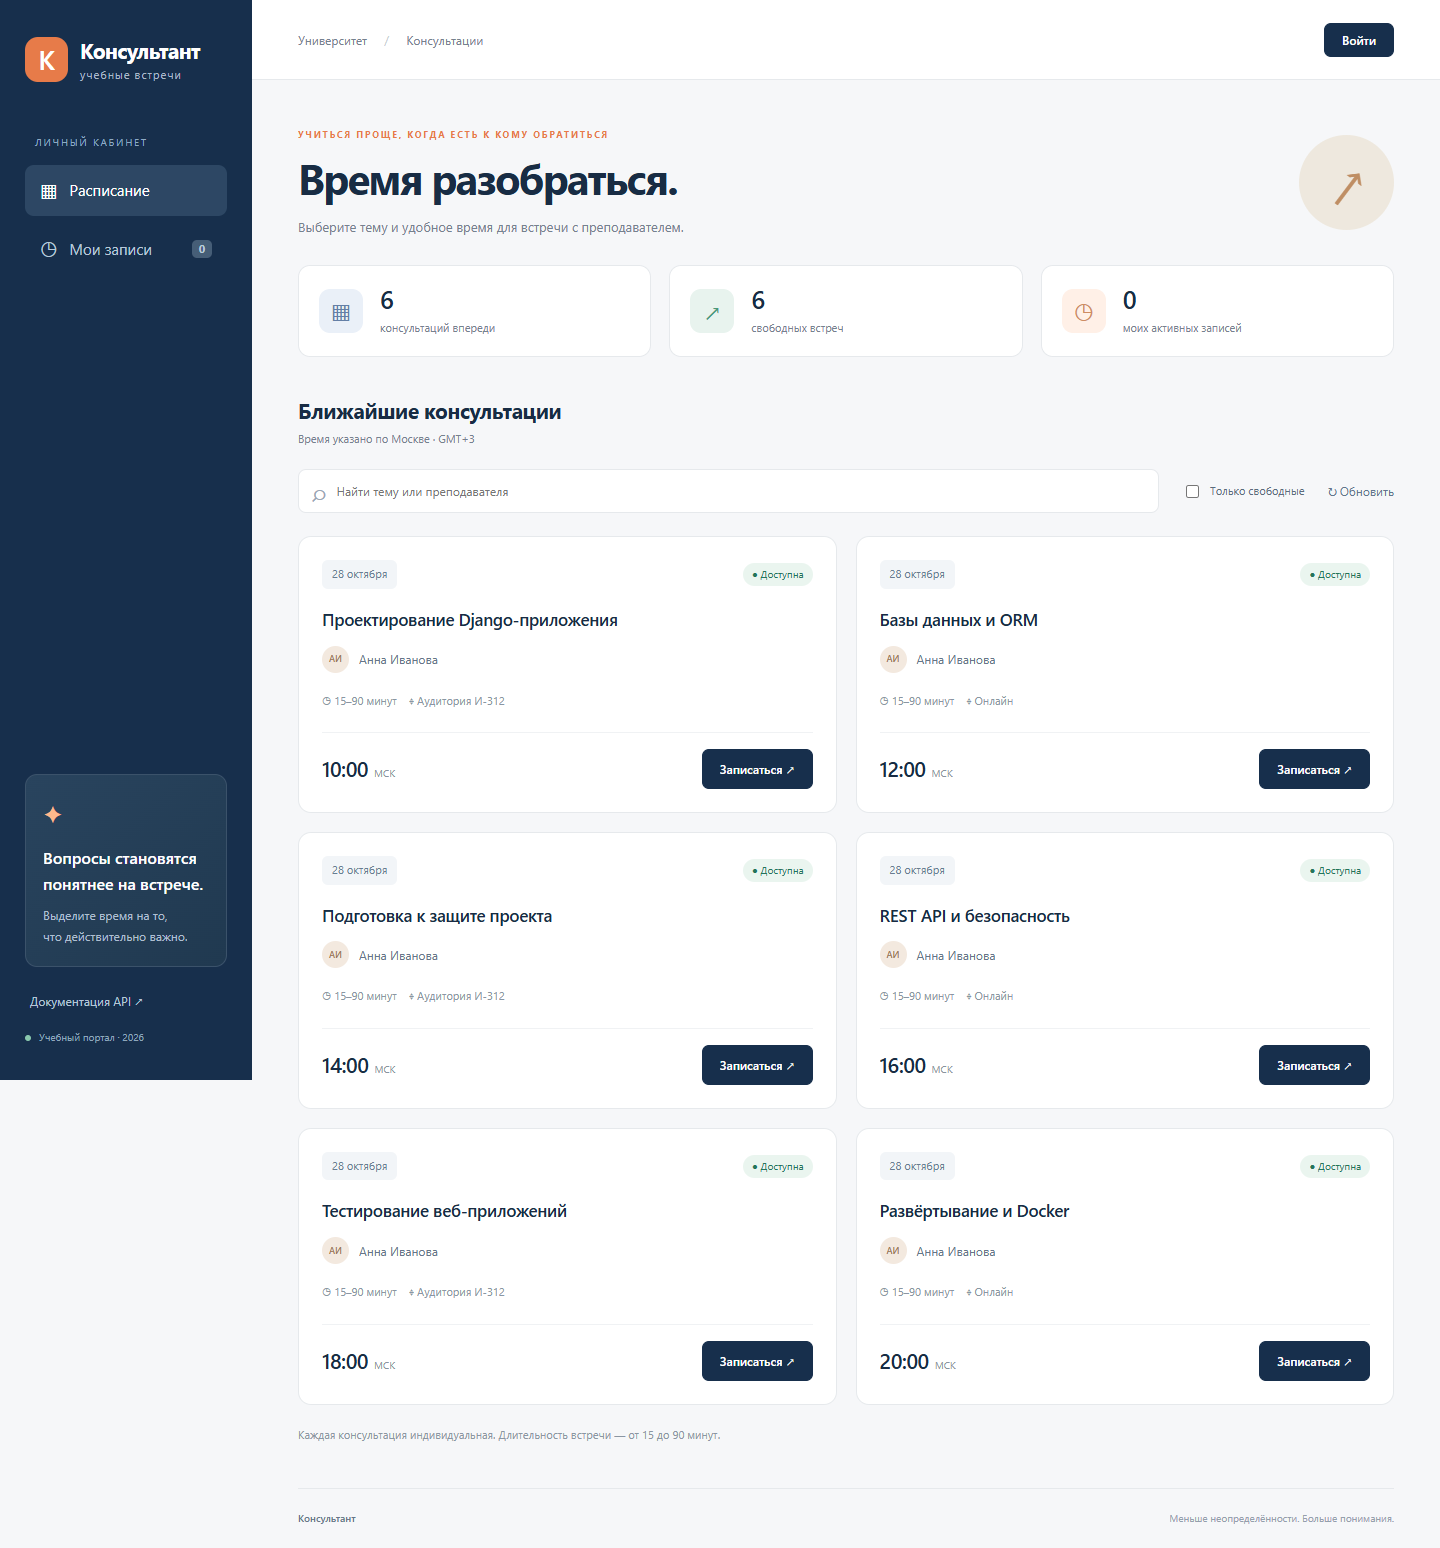 К
Консультант
учебные встречи
ЛИЧНЫЙ КАБИНЕТ
Расписание
Мои записи 0
Вопросы становятся
понятнее на встрече.
Выделите время на то,
что действительно важно.
Документация API ↗
Учебный портал · 2026
Университет / Консультации
Войти
УЧИТЬСЯ ПРОЩЕ, КОГДА ЕСТЬ К КОМУ ОБРАТИТЬСЯ
Время разобраться.
Выберите тему и удобное время для встречи с преподавателем.
6
консультаций впереди
6
свободных встреч
0
моих активных записей
Ближайшие консультации
Время указано по Москве · GMT+3
Найти тему или преподавателя
Только свободные
↻ Обновить
28 октября
● Доступна
Проектирование Django-приложения
АИ Анна Иванова
◷ 15–90 минут ⌖ Аудитория И-312
10:00 МСК
Записаться ↗
28 октября
● Доступна
Базы данных и ORM
АИ Анна Иванова
◷ 15–90 минут ⌖ Онлайн
12:00 МСК
Записаться ↗
28 октября
● Доступна
Подготовка к защите проекта
АИ Анна Иванова
◷ 15–90 минут ⌖ Аудитория И-312
14:00 МСК
Записаться ↗
28 октября
● Доступна
REST API и безопасность
АИ Анна Иванова
◷ 15–90 минут ⌖ Онлайн
16:00 МСК
Записаться ↗
28 октября
● Доступна
Тестирование веб-приложений
АИ Анна Иванова
◷ 15–90 минут ⌖ Аудитория И-312
18:00 МСК
Записаться ↗
28 октября
● Доступна
Развёртывание и Docker
АИ Анна Иванова
◷ 15–90 минут ⌖ Онлайн
20:00 МСК
Записаться ↗
Каждая консультация индивидуальная. Длительность встречи — от 15 до 90 минут.
Консультант
Меньше неопределённости. Больше понимания.